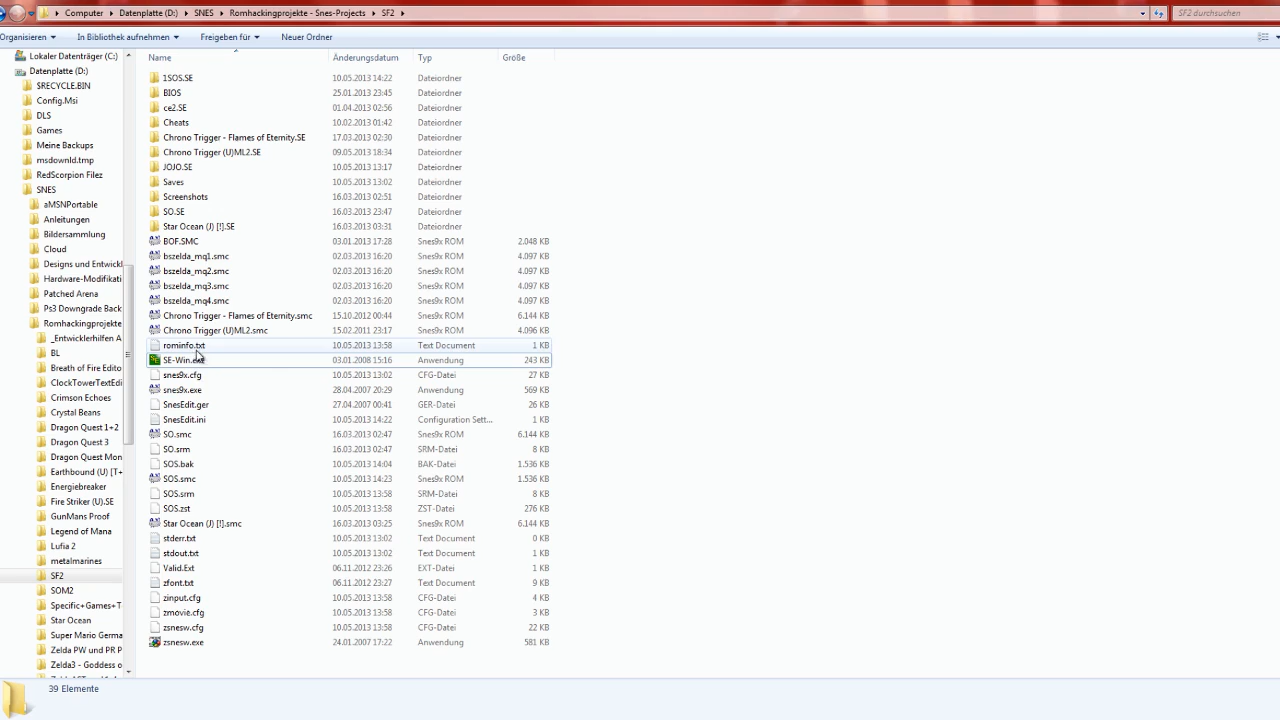 Computer ▸ Datenplatte (D:) ▸ SNES ▸ Romhackingprojekte - Snes-Projects ▸ SF2 ▸
SF2 durchsuchen
Organisieren In Bibliothek aufnehmen Freigeben für Neuer Ordner
Name Änderungsdatum Typ Größe
Lokaler Datenträger (C:)
Datenplatte (D:)
$RECYCLE.BIN
Config.Msi
DLS
Games
Meine Backups
msdownld.tmp
RedScorpion Filez
SNES
aMSNPortable
Anleitungen
Bildersammlung
Cloud
Designs und Entwickl
Hardware-Modifikati
Patched Arena
Ps3 Downgrade Back
Romhackingprojekte
_Entwicklerhilfen A
BL
Breath of Fire Edito
ClockTowerTextEdi
Crimson Echoes
Crystal Beans
Dragon Quest 1+2
Dragon Quest 3
Dragon Quest Mon
Earthbound (U) [T+
Energiebreaker
Fire Striker (U).SE
GunMans Proof
Legend of Mana
Lufia 2
metalmarines
SF2
SOM2
Specific+Games+T
Star Ocean
Super Mario Germa
Zelda PW und PR P
Zelda3 - Goddess o
1SOS.SE 10.05.2013 14:22 Dateiordner
BIOS 25.01.2013 23:45 Dateiordner
ce2.SE 01.04.2013 02:56 Dateiordner
Cheats 10.02.2013 01:42 Dateiordner
Chrono Trigger - Flames of Eternity.SE 17.03.2013 02:30 Dateiordner
Chrono Trigger (U)ML2.SE 09.05.2013 18:34 Dateiordner
JOJO.SE 10.05.2013 13:17 Dateiordner
Saves 10.05.2013 13:02 Dateiordner
Screenshots 16.03.2013 02:51 Dateiordner
SO.SE 16.03.2013 23:47 Dateiordner
Star Ocean (J) [!].SE 16.03.2013 03:31 Dateiordner
BOF.SMC 03.01.2013 17:28 Snes9x ROM 2.048 KB
bszelda_mq1.smc 02.03.2013 16:20 Snes9x ROM 4.097 KB
bszelda_mq2.smc 02.03.2013 16:20 Snes9x ROM 4.097 KB
bszelda_mq3.smc 02.03.2013 16:20 Snes9x ROM 4.097 KB
bszelda_mq4.smc 02.03.2013 16:20 Snes9x ROM 4.097 KB
Chrono Trigger - Flames of Eternity.smc 15.10.2012 00:44 Snes9x ROM 6.144 KB
Chrono Trigger (U)ML2.smc 15.02.2011 23:17 Snes9x ROM 4.096 KB
rominfo.txt 10.05.2013 13:58 Text Document 1 KB
SE-Win.exe 03.01.2008 15:16 Anwendung 243 KB
snes9x.cfg 10.05.2013 13:02 CFG-Datei 27 KB
snes9x.exe 28.04.2007 20:29 Anwendung 569 KB
SnesEdit.ger 27.04.2007 00:41 GER-Datei 26 KB
SnesEdit.ini 10.05.2013 14:22 Configuration Sett... 1 KB
SO.smc 16.03.2013 02:47 Snes9x ROM 6.144 KB
SO.srm 16.03.2013 02:47 SRM-Datei 8 KB
SOS.bak 10.05.2013 14:04 BAK-Datei 1.536 KB
SOS.smc 10.05.2013 14:23 Snes9x ROM 1.536 KB
SOS.srm 10.05.2013 13:58 SRM-Datei 8 KB
SOS.zst 10.05.2013 13:58 ZST-Datei 276 KB
Star Ocean (J) [!].smc 16.03.2013 03:25 Snes9x ROM 6.144 KB
stderr.txt 10.05.2013 13:02 Text Document 0 KB
stdout.txt 10.05.2013 13:02 Text Document 1 KB
Valid.Ext 06.11.2012 23:26 EXT-Datei 1 KB
zfont.txt 06.11.2012 23:27 Text Document 9 KB
zinput.cfg 10.05.2013 13:58 CFG-Datei 4 KB
zmovie.cfg 10.05.2013 13:58 CFG-Datei 3 KB
zsnesw.cfg 10.05.2013 13:58 CFG-Datei 22 KB
zsnesw.exe 24.01.2007 17:22 Anwendung 581 KB
39 Elemente